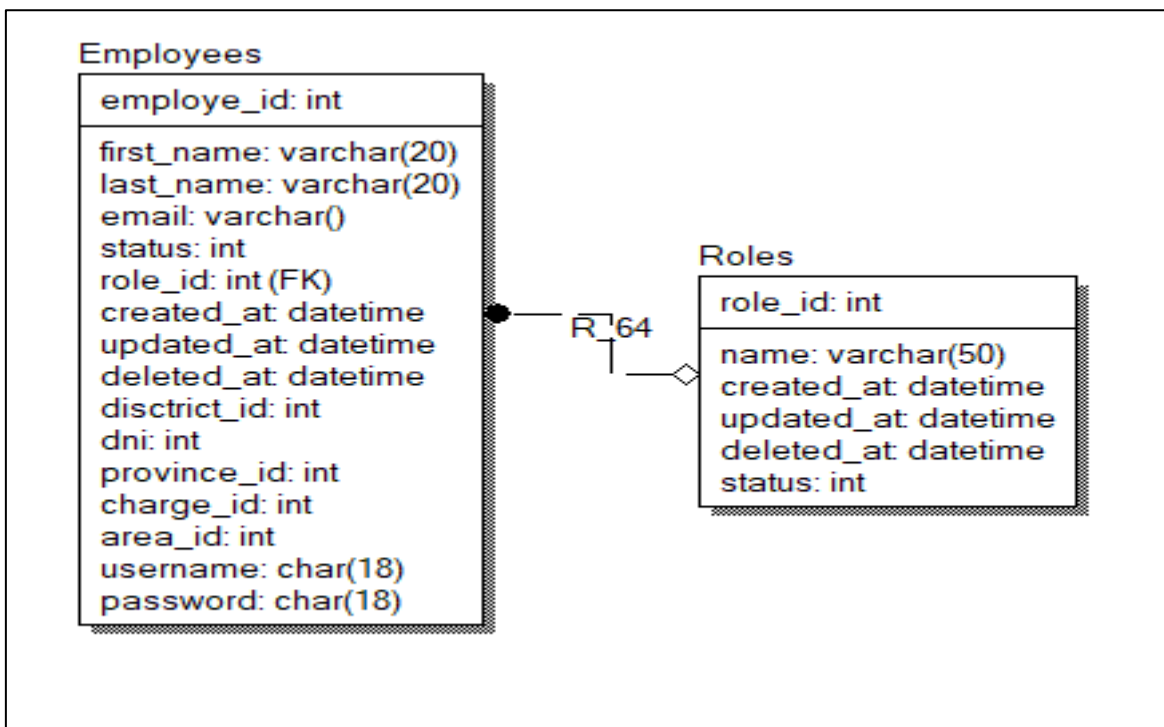 Employees
employe_id: int
first_name: varchar(20)
last_name: varchar(20)
email: varchar()
status: int
role_id: int (FK)
created_at: datetime
updated_at: datetime
deleted_at: datetime
disctrict_id: int
dni: int
province_id: int
charge_id: int
area_id: int
username: char(18)
password: char(18)
R_64
Roles
role_id: int
name: varchar(50)
created_at: datetime
updated_at: datetime
deleted_at: datetime
status: int